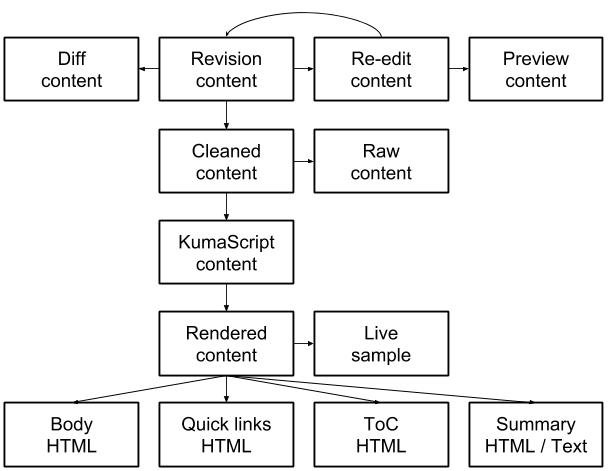 Diff
content
Revision
content
Re-edit
content
Preview
content
Cleaned
content
Raw
content
KumaScript
content
Rendered
content
Live
sample
Body
HTML
Quick links
HTML
ToC
HTML
Summary
HTML / Text